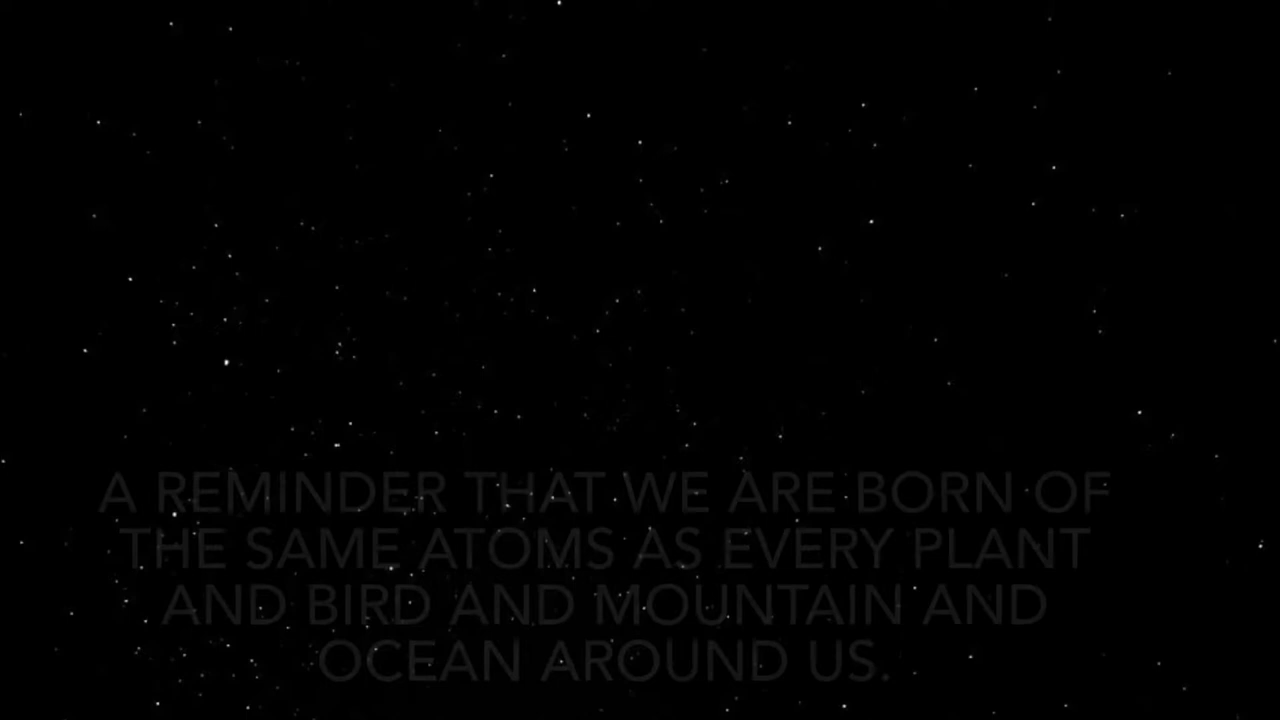 A REMINDER THAT WE ARE BORN OF
THE SAME ATOMS AS EVERY PLANT
AND BIRD AND MOUNTAIN AND
OCEAN AROUND US.